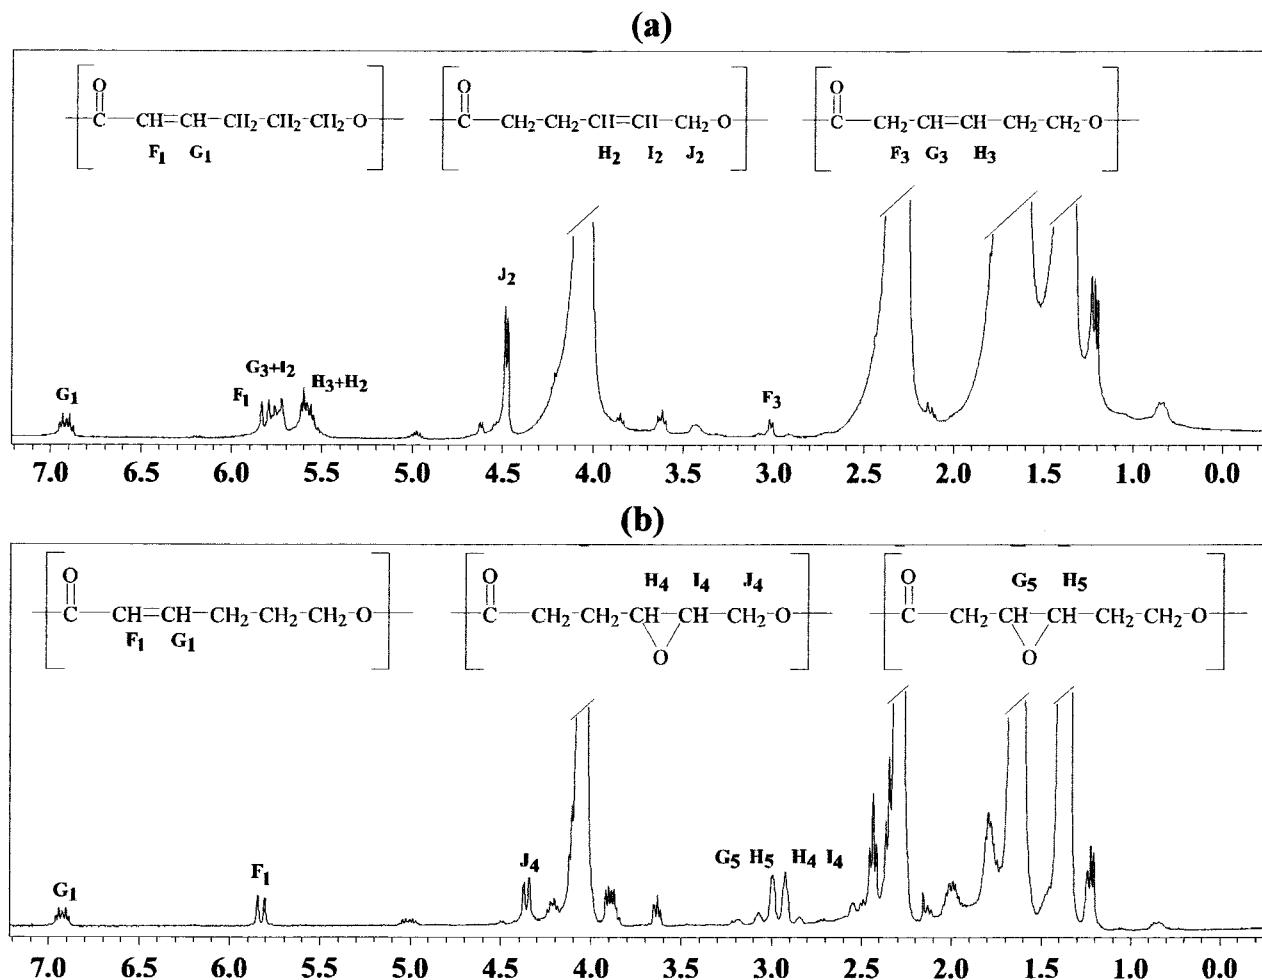 (a)
O O O
C—CH=CH—CH2—CH2—CH2—O C—CH2—CH2—CH=CH—CH2—O C—CH2—CH=CH—CH2—CH2—O
F1 G1 H2 I2 J2 F3 G3 H3
J2
G3+I2
H3+H2
G1 F1 F3
7.0 6.5 6.0 5.5 5.0 4.5 4.0 3.5 3.0 2.5 2.0 1.5 1.0 0.0
(b)
H4 I4 J4 G5 H5
O O O
C—CH=CH—CH2—CH2—CH2—O C—CH2—CH2—CH—CH—CH2—O C—CH2—CH—CH—CH2—CH2—O
F1 G1 O O
G1 F1 J4 G5 H5 H4 I4
7.0 6.5 6.0 5.5 5.0 4.5 4.0 3.5 3.0 2.5 2.0 1.5 1.0 0.0